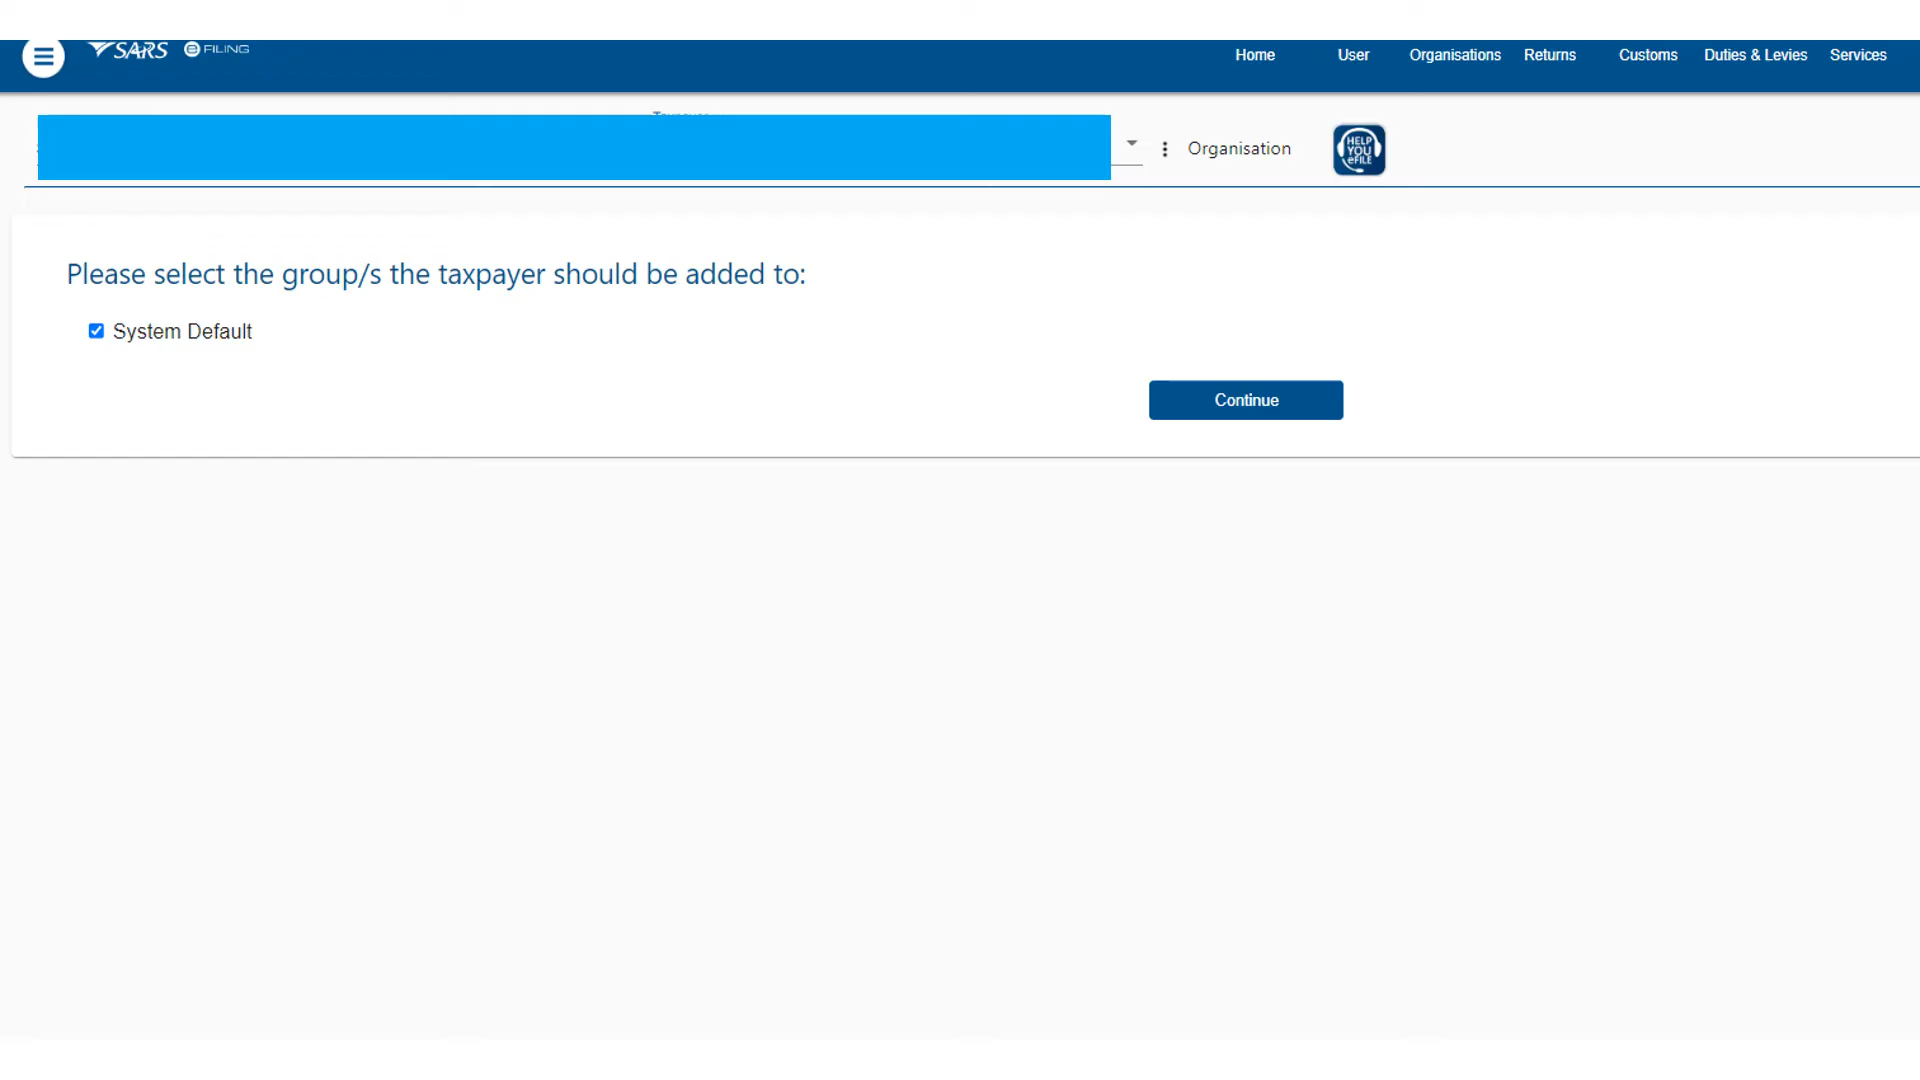 SARS e FILING
Home User Organisations Returns Customs Duties & Levies Services
Organisation
HELP
YOU
eFILE
Please select the group/s the taxpayer should be added to:
System Default
Continue